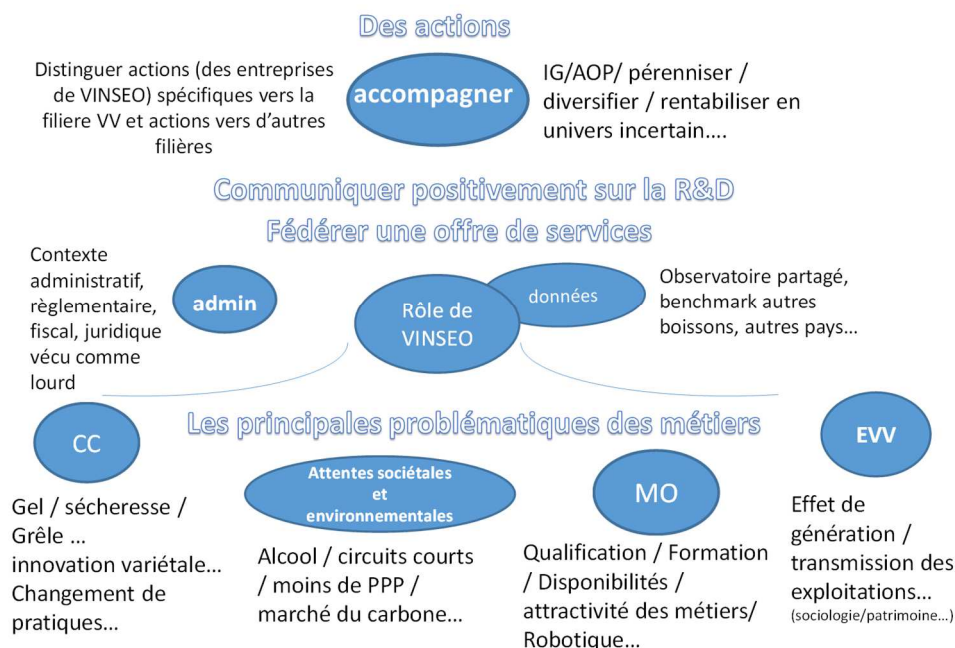 Des actions
Distinguer actions (des entreprises
de VINSEO) spécifiques vers la
filiere VV et actions vers d'autres
filières
accompagner
IG/AOP/ pérenniser /
diversifier / rentabiliser en
univers incertain....
Communiquer positivement sur la R&D
Fédérer une offre de services
Contexte
administratif,
règlementaire,
fiscal, juridique
vécu comme
lourd
admin
Rôle de
VINSEO
données
Observatoire partagé,
benchmark autres
boissons, autres pays...
Les principales problématiques des métiers
CC
Gel / sécheresse /
Grêle ...
innovation variétale...
Changement de
pratiques...
Attentes sociétales
et
environnementales
Alcool / circuits courts
/ moins de PPP /
marché du carbone...
MO
Qualification / Formation
/ Disponibilités /
attractivité des métiers/
Robotique...
EVV
Effet de
génération /
transmission des
exploitations...
(sociologie/patrimoine...)